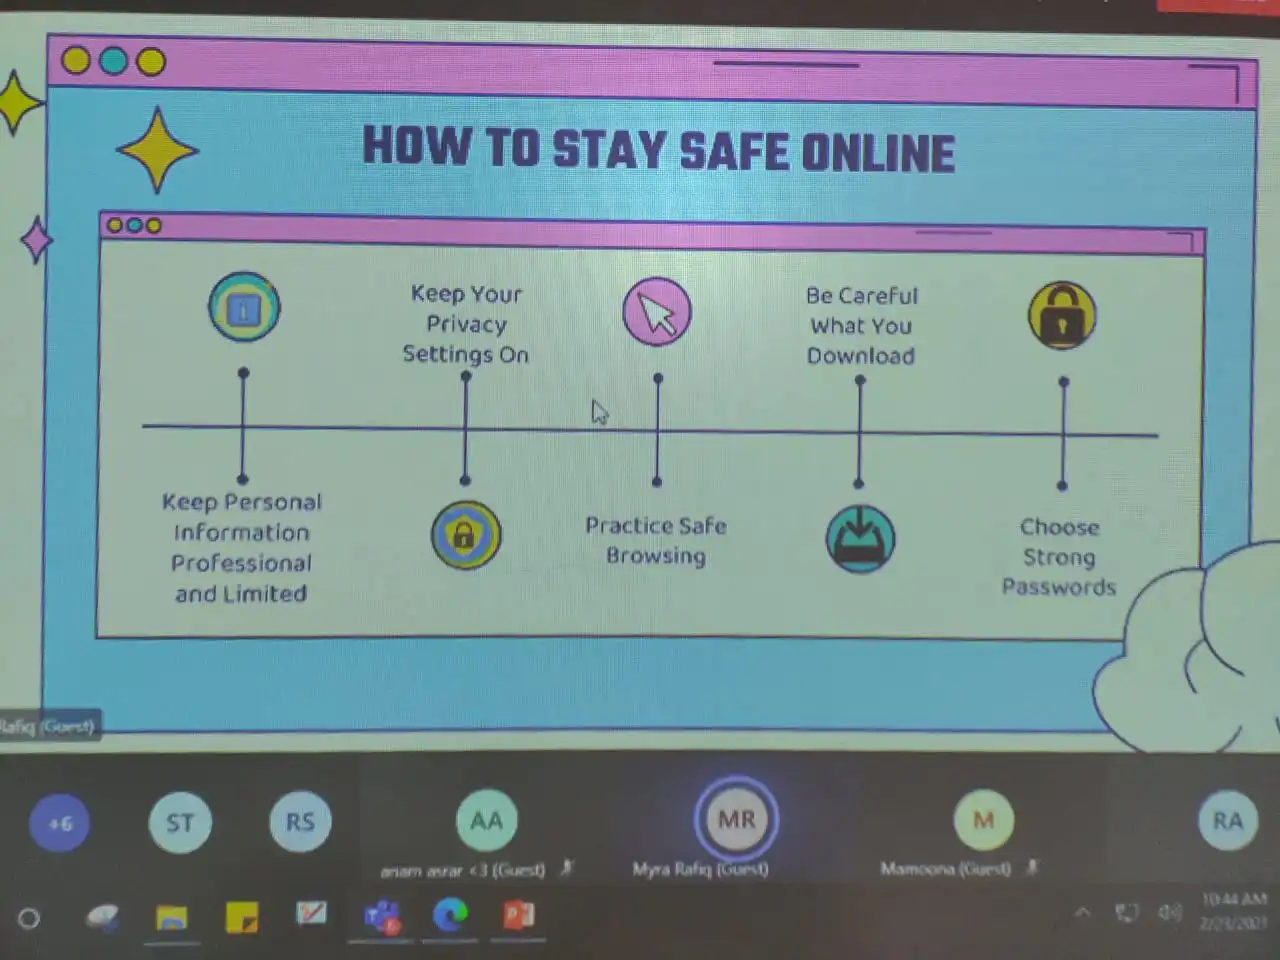 HOW TO STAY SAFE ONLINE
Keep Your
Privacy
Settings On
Be Careful
What You
Download
Keep Personal
Information
Professional
and Limited
Practice Safe
Browsing
Choose
Strong
Passwords
Rafiq (Guest)
+6
ST
RS
AA
MR
M
RA
anam asrar <3 (Guest)
Myra Rafiq (Guest)
Mamoona (Guest)
10:44 AM